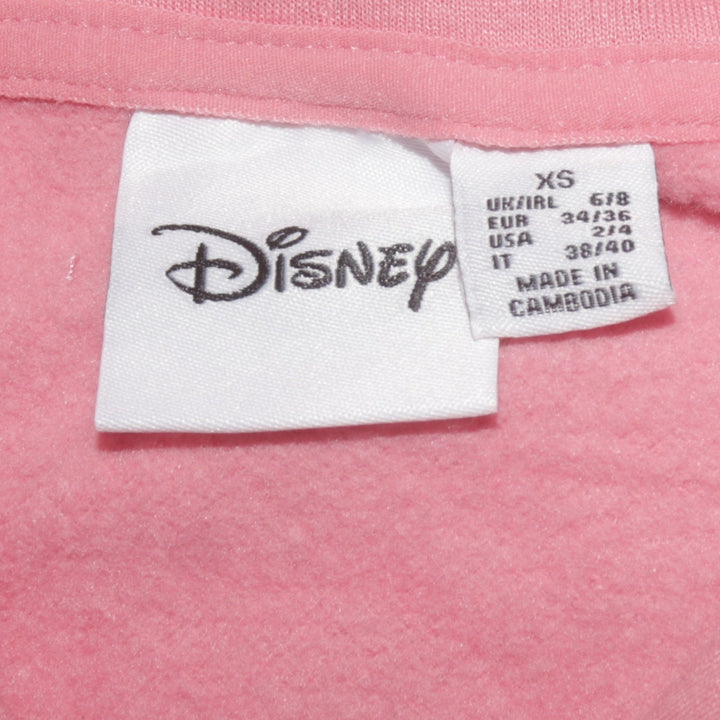 Disney
XS
UK/IRL 6/8
EUR 34/36
USA 2/4
IT 38/40
MADE IN
CAMBODIA